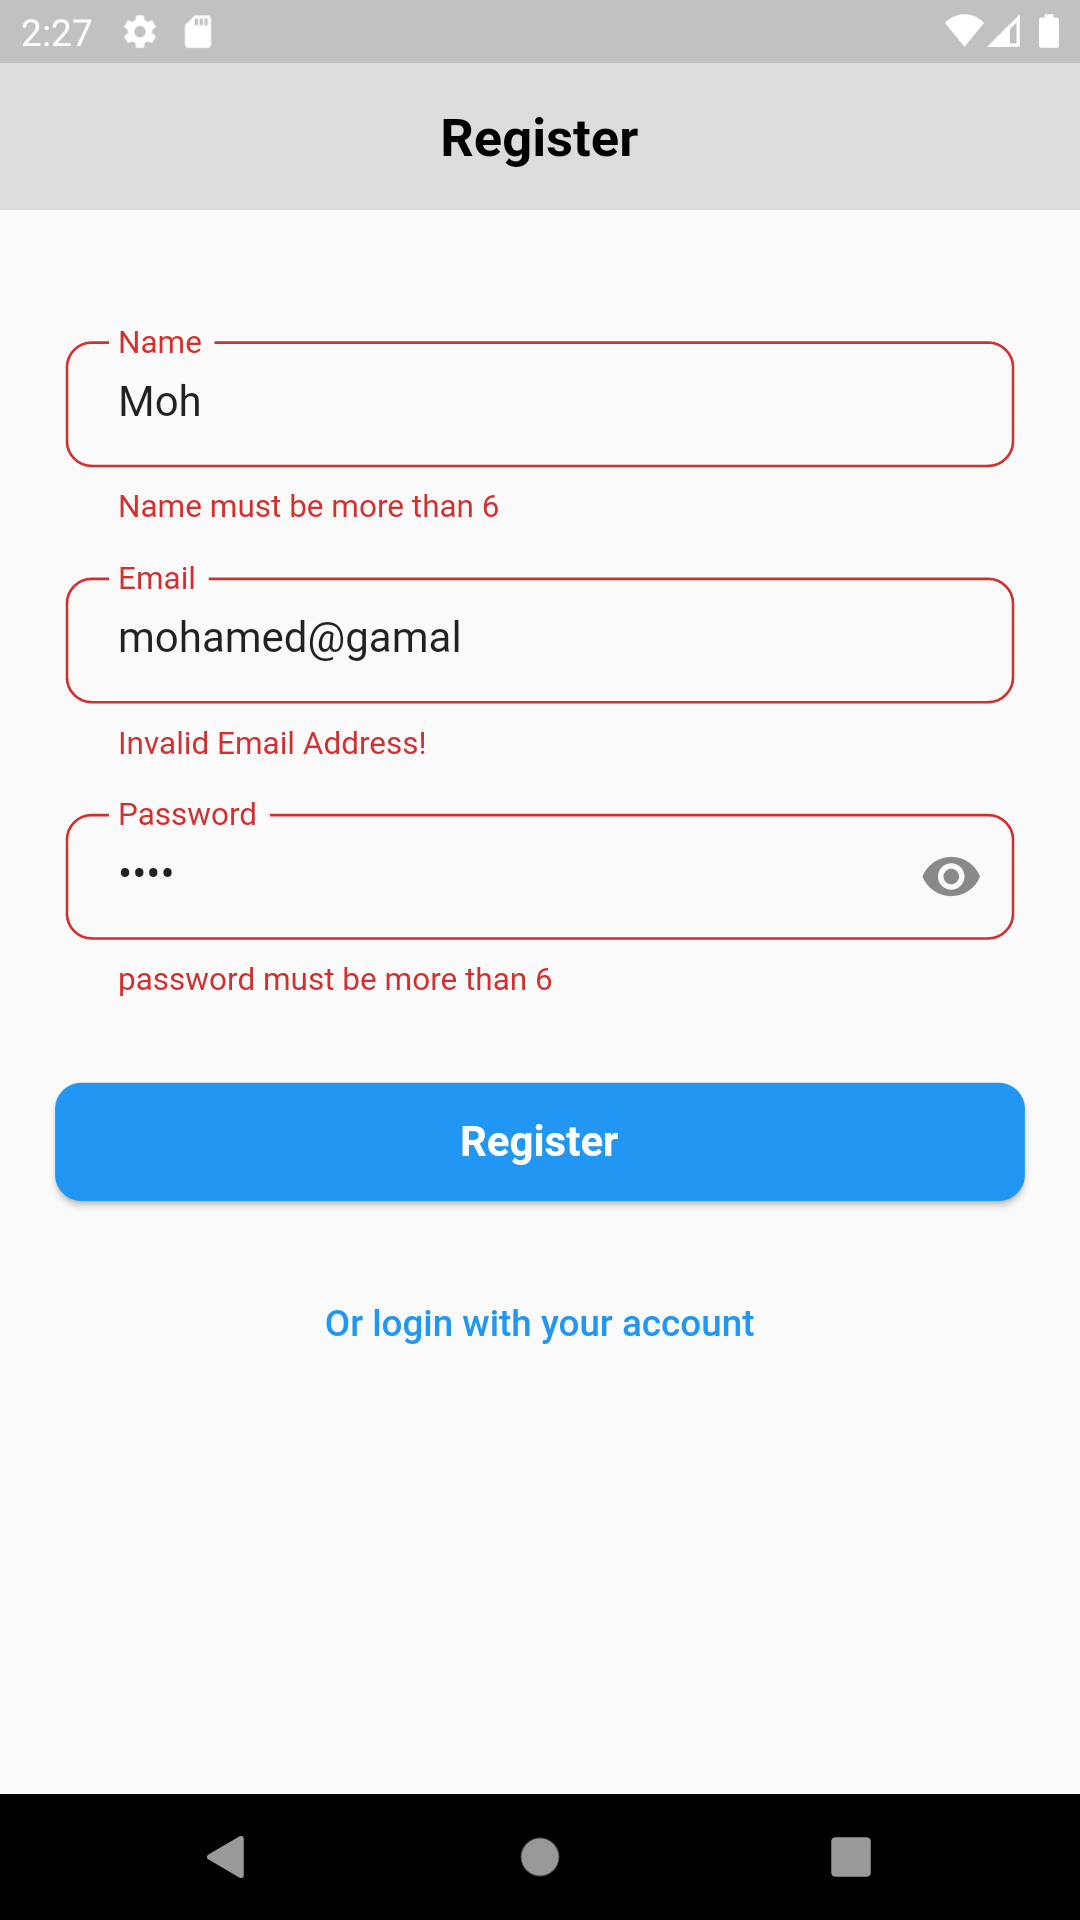 2:27
Register
Name
Moh
Name must be more than 6
Email
mohamed@gamal
Invalid Email Address!
Password
••••
password must be more than 6
Register
Or login with your account